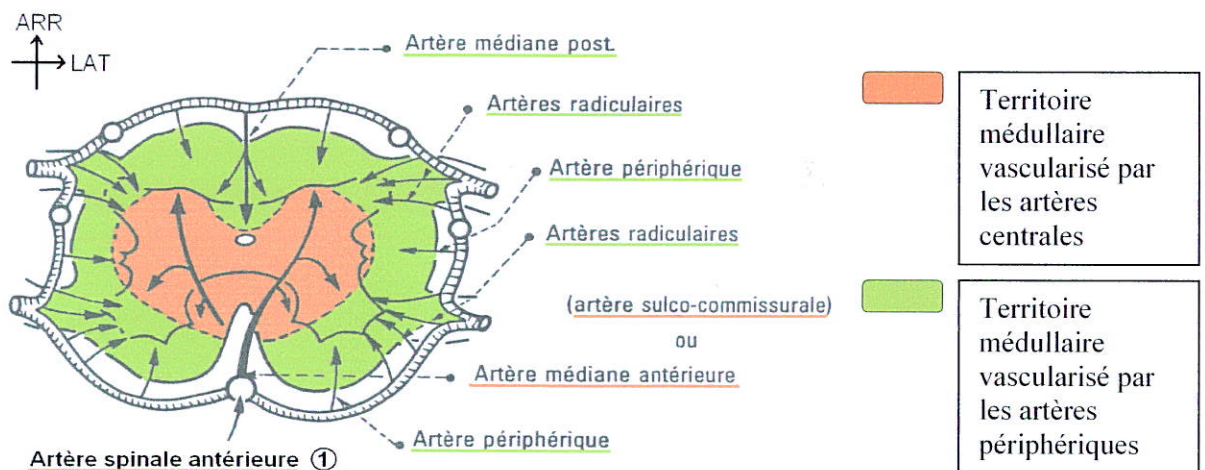 ARR
LAT
Artère médiane post.
Artères radiculaires
Artère périphérique
Artères radiculaires
(artère sulco-commissurale)
ou
Artère médiane antérieure
Artère périphérique
Artère spinale antérieure ①
Territoire
médullaire
vascularisé par
les artères
centrales
Territoire
médullaire
vascularisé par
les artères
périphériques